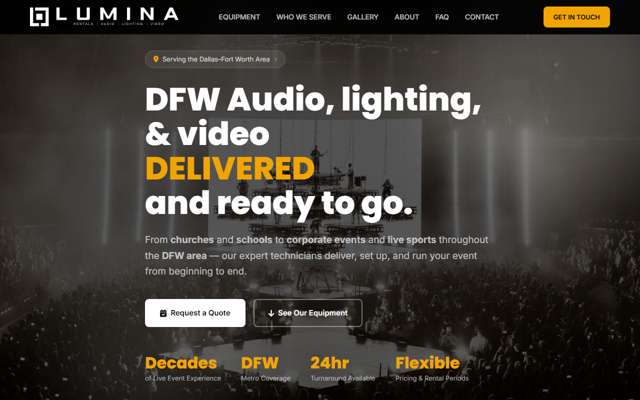 LUMINA
RENTALS · AUDIO · LIGHTING · VIDEO
EQUIPMENT
WHO WE SERVE
GALLERY
ABOUT
FAQ
CONTACT
GET IN TOUCH
Serving the Dallas–Fort Worth Area
DFW Audio, lighting,
& video
DELIVERED
and ready to go.
From churches and schools to corporate events and live sports throughout
the DFW area — our expert technicians deliver, set up, and run your event
from beginning to end.
Request a Quote
See Our Equipment
Decades
of Live Event Experience
DFW
Metro Coverage
24hr
Turnaround Available
Flexible
Pricing & Rental Periods